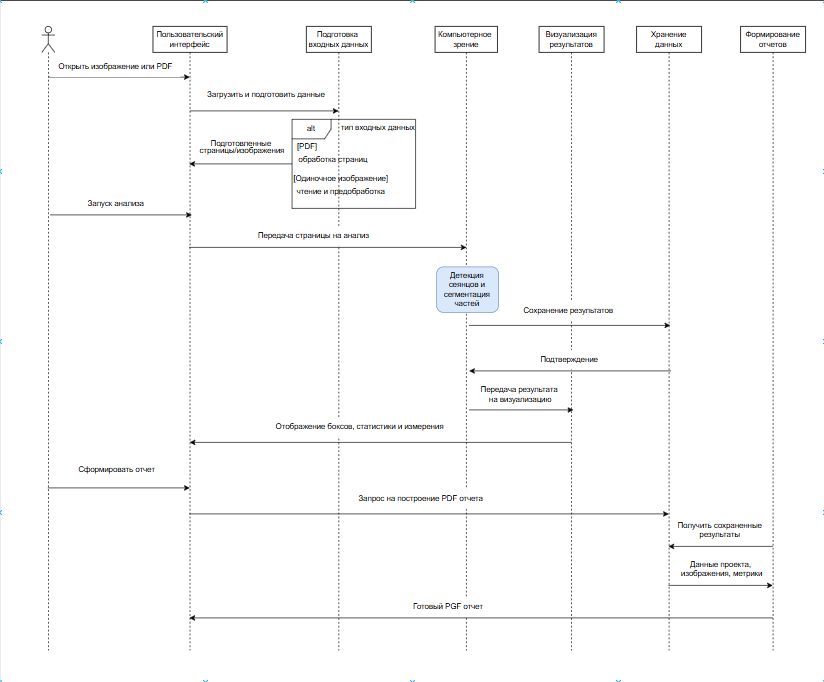 Пользовательский
интерфейс
Подготовка
входных данных
Компьютерное
зрение
Визуализация
результатов
Хранение
данных
Формирование
отчетов
Открыть изображение или PDF
Загрузить и подготовить данные
alt
тип входных данных
[PDF]
обработка страниц
Подготовленные
страницы/изображения
[Одиночное изображение]
чтение и предобработка
Запуск анализа
Передача страницы на анализ
Детекция
сеянцов и
сегментация
частей
Сохранение результатов
Подтверждение
Передача результата
на визуализацию
Отображение боксов, статистики и измерения
Сформировать отчет
Запрос на построение PDF отчета
Получить сохраненные
результаты
Данные проекта,
изображения, метрики
Готовый PGF отчет